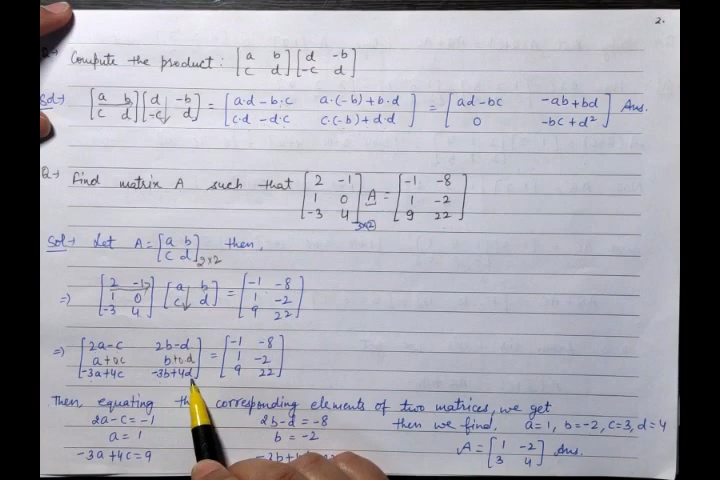 2.
Q→ Compute the product: [a b; c d] [d -b; -c d]
Sol→ [a b; c d] [d -b; -c d] = [a·d - b·c a·(-b) + b·d; c·d - d·c c·(-b) + d·d] = [ad - bc -ab + bd; 0 -bc + d²] Ans.
Q→ Find matrix A such that [2 -1; 1 0; -3 4]3×2 A = [-1 -8; 1 -2; 9 22]
Sol→ Let A = [a b; c d]2×2 then,
⇒ [2 -1; 1 0; -3 4] [a b; c d] = [-1 -8; 1 -2; 9 22]
⇒ [2a-c 2b-d; a+0c b+0d; -3a+4c -3b+4d] = [-1 -8; 1 -2; 9 22]
Then equating the corresponding elements of two matrices, we get
2a-c = -1 2b-d = -8 then we find. a=1, b=-2, c=3, d=4
a = 1 b = -2 A = [1 -2; 3 4] Ans.
-3a+4c = 9